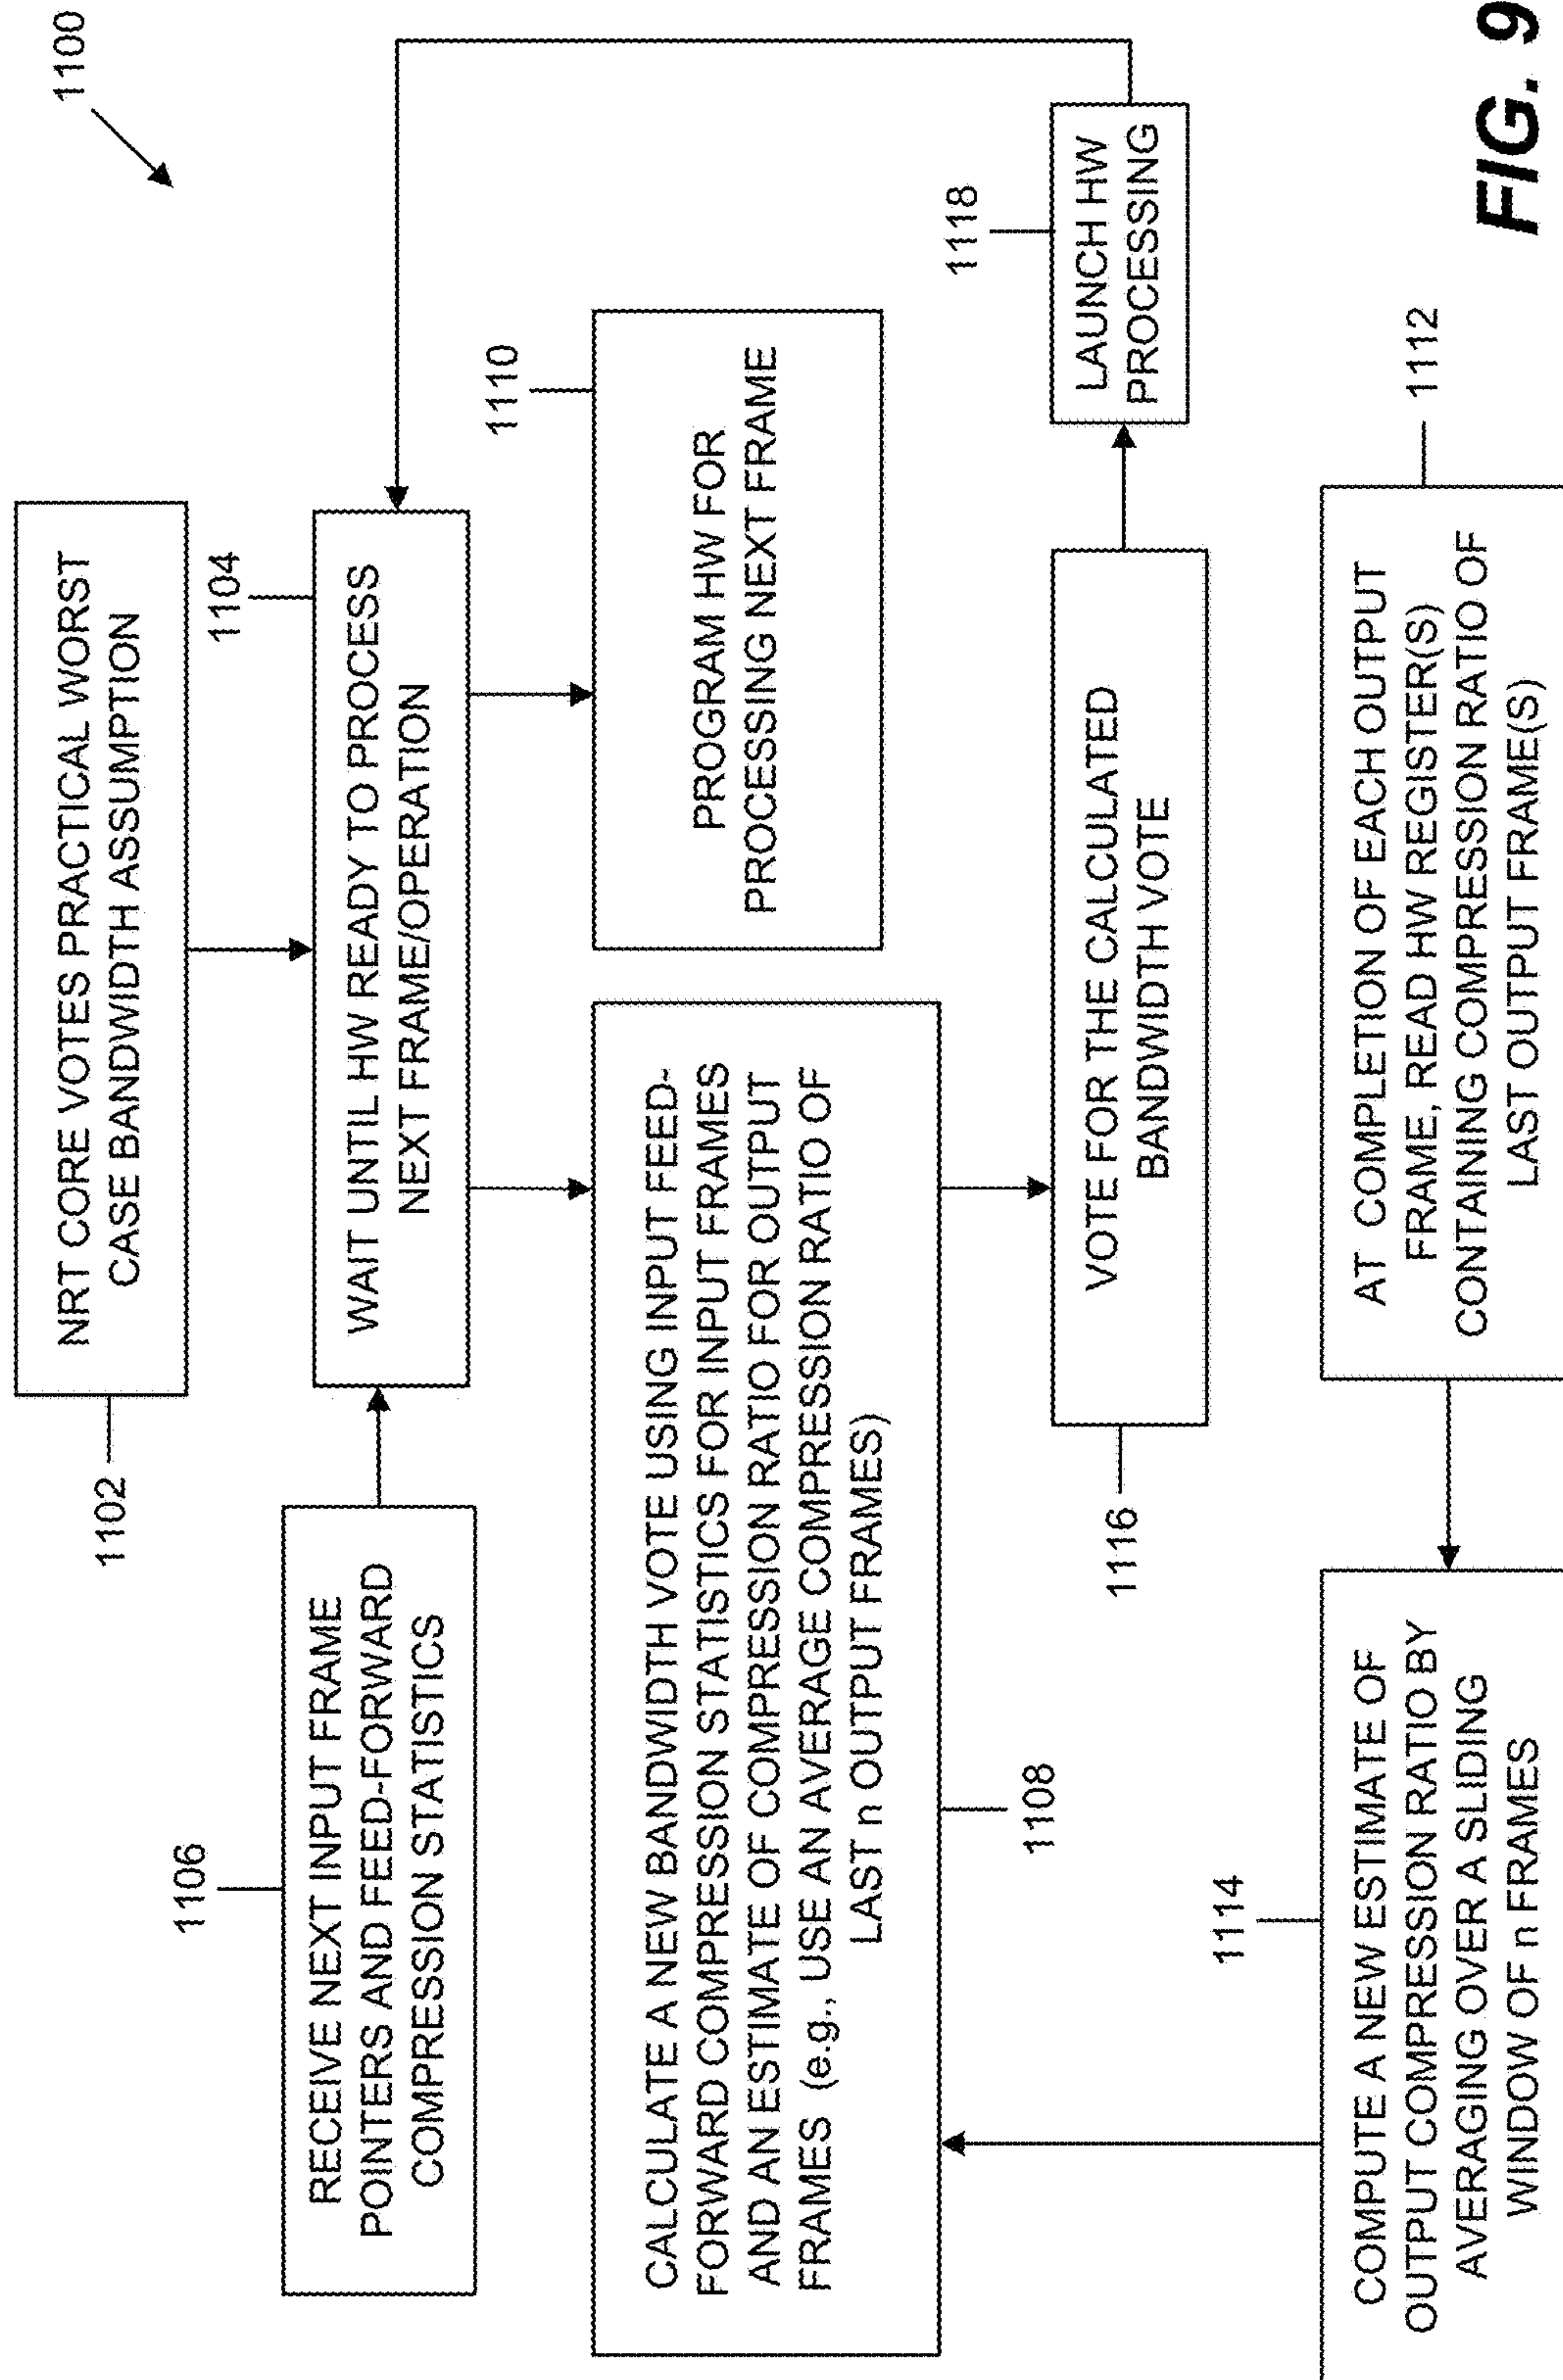 1100
NRT CORE VOTES PRACTICAL WORST
CASE BANDWIDTH ASSUMPTION
1102
1104
WAIT UNTIL HW READY TO PROCESS
NEXT FRAME/OPERATION
1106
RECEIVE NEXT INPUT FRAME
POINTERS AND FEED-FORWARD
COMPRESSION STATISTICS
CALCULATE A NEW BANDWIDTH VOTE USING INPUT FEED-
FORWARD COMPRESSION STATISTICS FOR INPUT FRAMES
AND AN ESTIMATE OF COMPRESSION RATIO FOR OUTPUT
FRAMES (e.g., USE AN AVERAGE COMPRESSION RATIO OF
LAST n OUTPUT FRAMES)
1108
1110
PROGRAM HW FOR
PROCESSING NEXT FRAME
VOTE FOR THE CALCULATED
BANDWIDTH VOTE
1116
1118
LAUNCH HW
PROCESSING
1114
COMPUTE A NEW ESTIMATE OF
OUTPUT COMPRESSION RATIO BY
AVERAGING OVER A SLIDING
WINDOW OF n FRAMES
AT COMPLETION OF EACH OUTPUT
FRAME, READ HW REGISTER(S)
CONTAINING COMPRESSION RATIO OF
LAST OUTPUT FRAME(S)
1112
FIG. 9